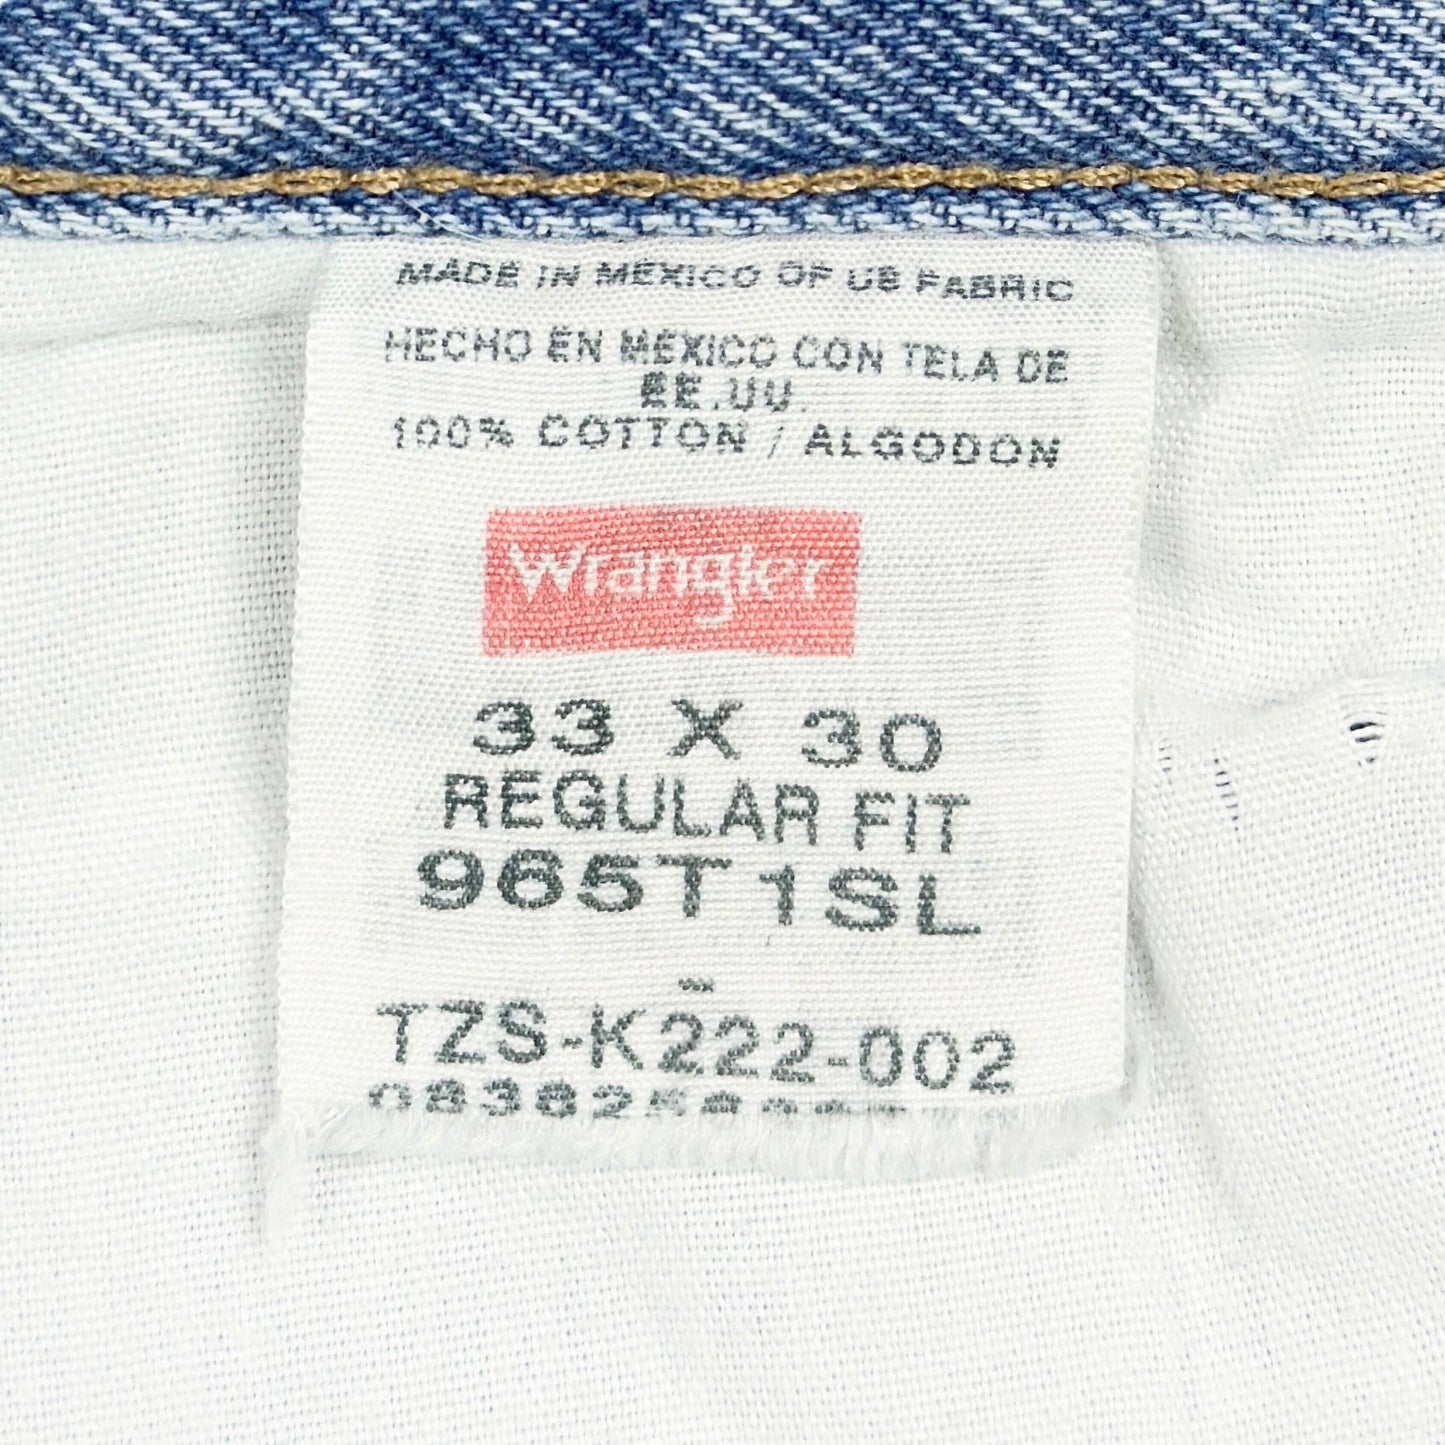 MADE IN MEXICO OF US FABRIC
HECHO EN MEXICO CON TELA DE
EE.UU.
100% COTTON / ALGODON
Wrangler
33 X 30
REGULAR FIT
965T1SL
-
TZS-K222-002